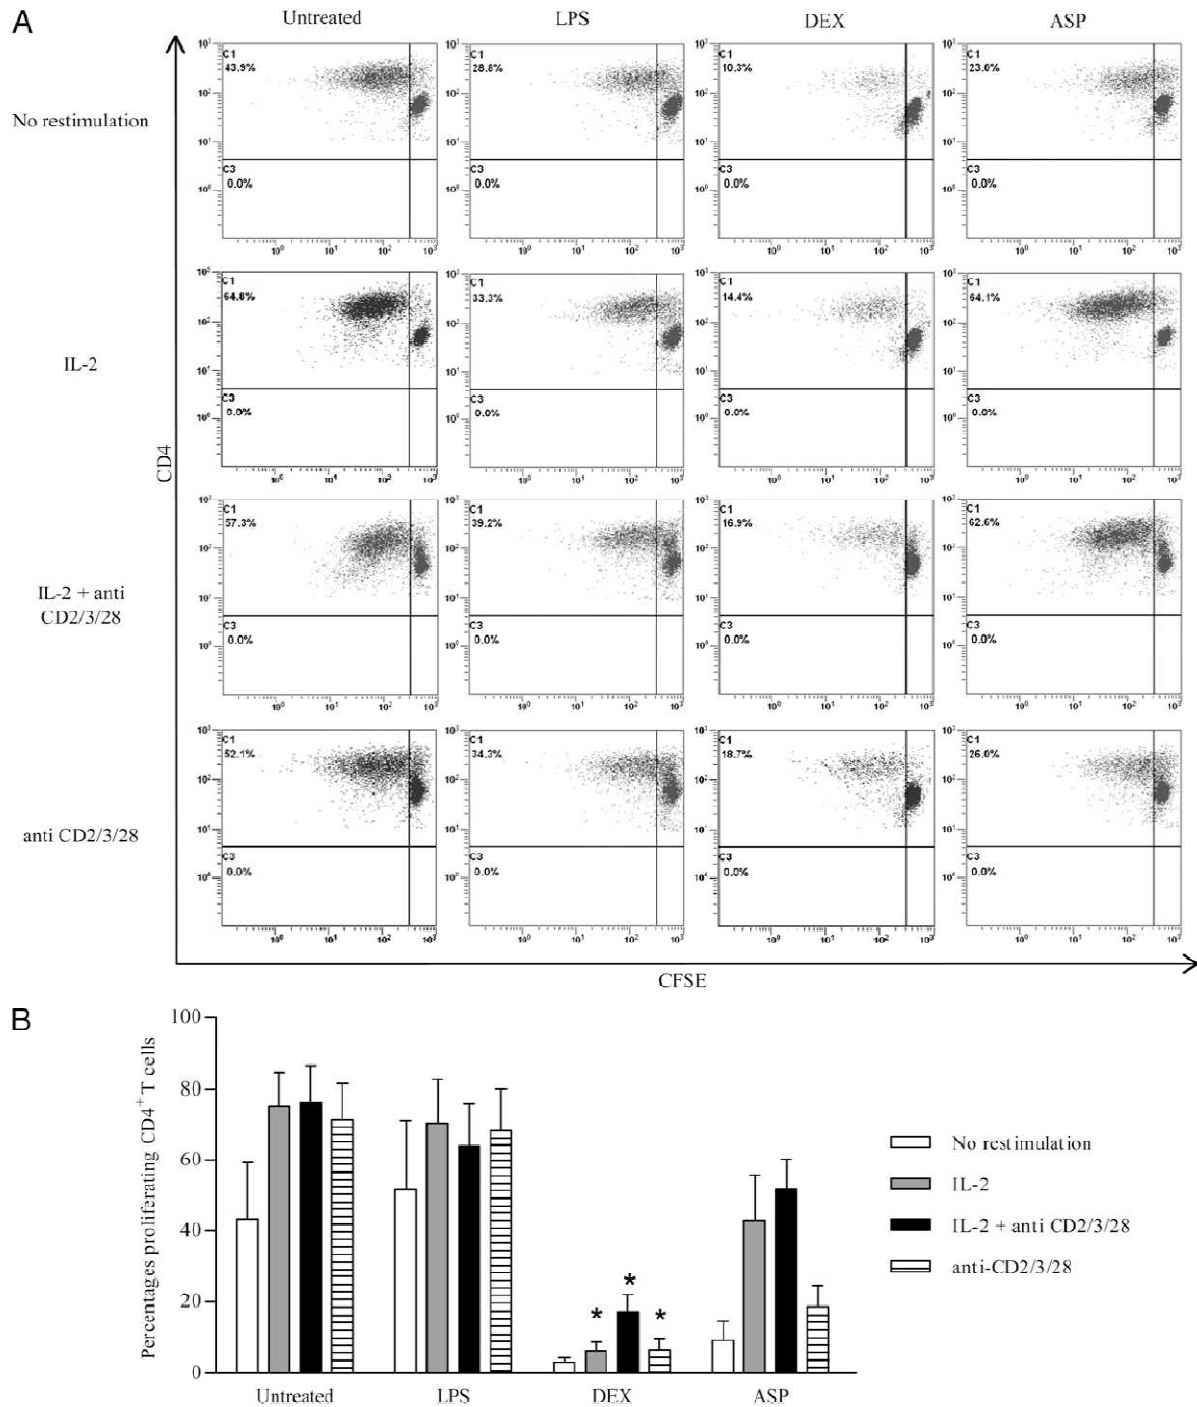 A
Untreated LPS DEX ASP
No restimulation
C1 43.9% C1 28.8% C1 10.3% C1 23.0%
C3 0.0% C3 0.0% C3 0.0% C3 0.0%
IL-2
C1 64.8% C1 33.3% C1 14.4% C1 64.1%
C3 0.0% C3 0.0% C3 0.0% C3 0.0%
CD4
IL-2 + anti
CD2/3/28
C1 57.3% C1 39.2% C1 16.9% C1 62.6%
C3 0.0% C3 0.0% C3 0.0% C3 0.0%
anti CD2/3/28
C1 52.1% C1 34.3% C1 18.7% C1 26.0%
C3 0.0% C3 0.0% C3 0.0% C3 0.0%
CFSE
B
Percentages proliferating CD4+ T cells
100
80
60
40
20
0
* * *
Untreated LPS DEX ASP
No restimulation
IL-2
IL-2 + anti CD2/3/28
anti-CD2/3/28